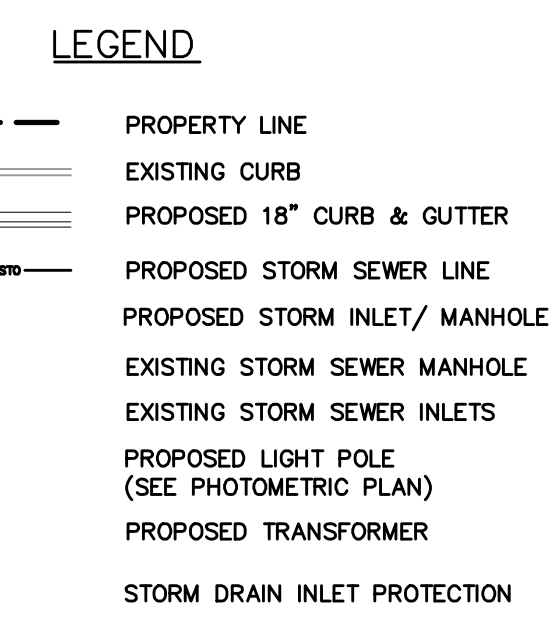 LEGEND
PROPERTY LINE
EXISTING CURB
PROPOSED 18" CURB & GUTTER
STO PROPOSED STORM SEWER LINE
PROPOSED STORM INLET/ MANHOLE
EXISTING STORM SEWER MANHOLE
EXISTING STORM SEWER INLETS
PROPOSED LIGHT POLE
(SEE PHOTOMETRIC PLAN)
PROPOSED TRANSFORMER
STORM DRAIN INLET PROTECTION